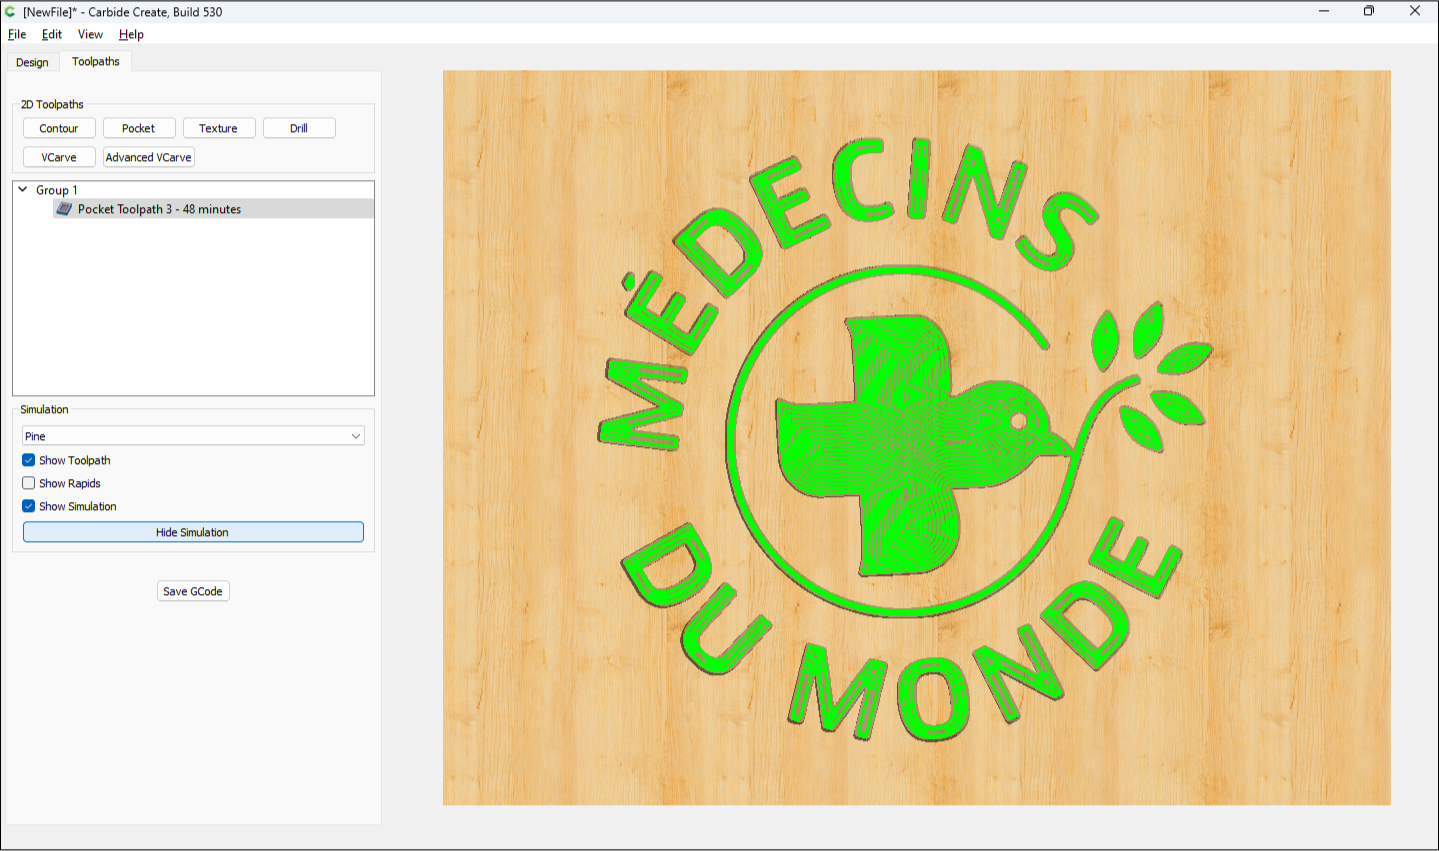 [NewFile]* - Carbide Create, Build 530
File Edit View Help
Design Toolpaths
2D Toolpaths
Contour Pocket Texture Drill
VCarve Advanced VCarve
Group 1
Pocket Toolpath 3 - 48 minutes
Simulation
Pine
Show Toolpath
Show Rapids
Show Simulation
Hide Simulation
Save GCode
MÉDECINS
DU MONDE